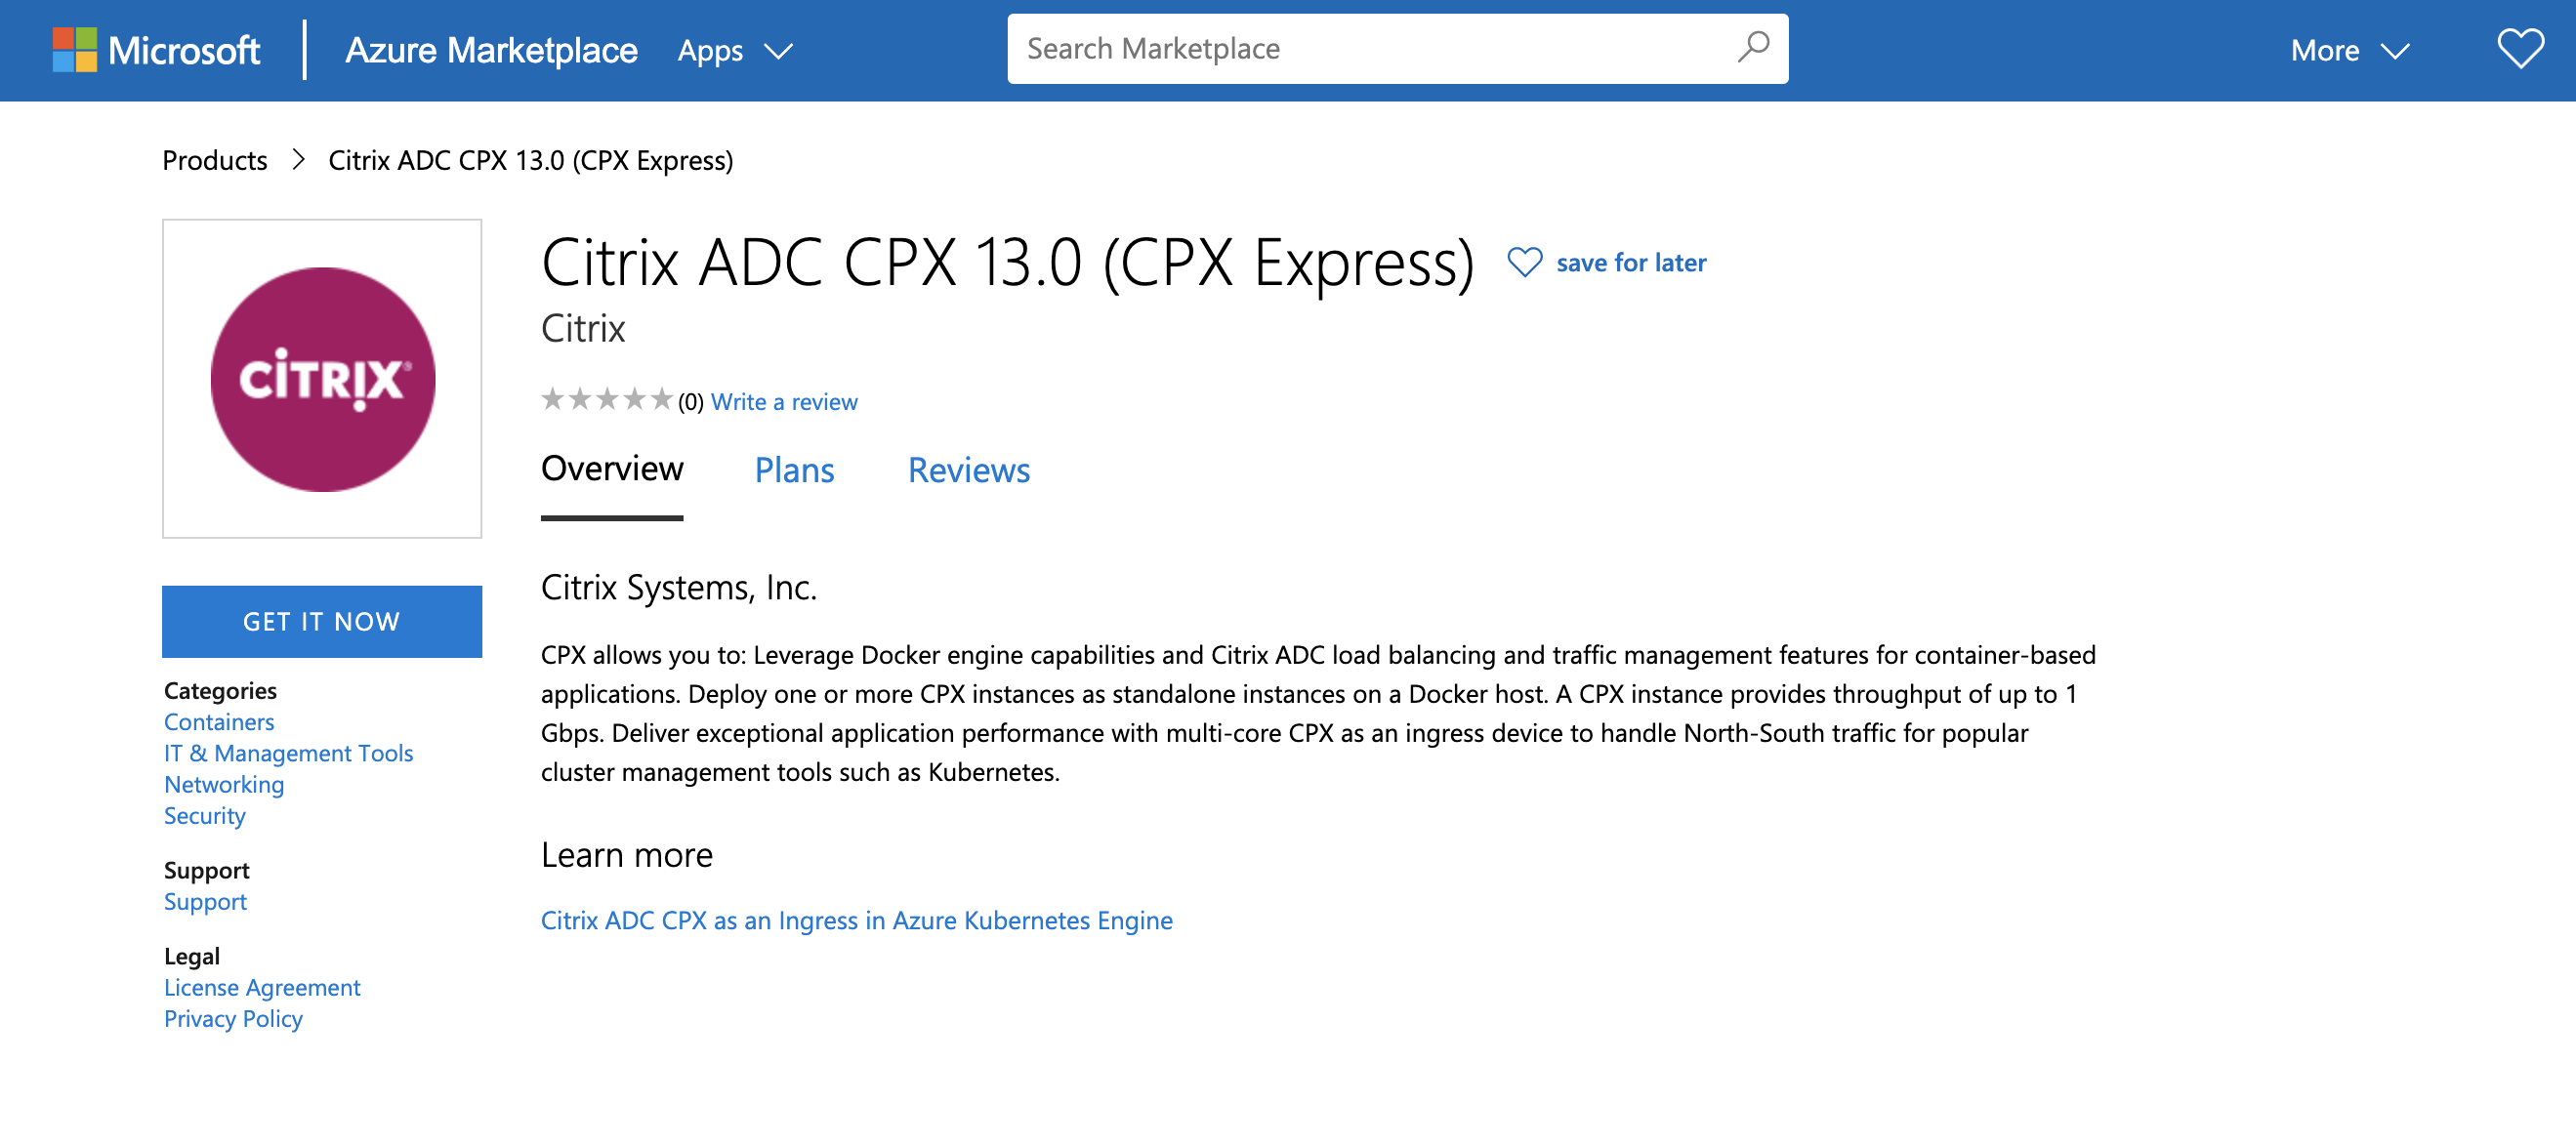 Microsoft
Azure Marketplace
Apps
Search Marketplace
More
Products > Citrix ADC CPX 13.0 (CPX Express)
CiTRIX®
Citrix ADC CPX 13.0 (CPX Express)
save for later
Citrix
(0) Write a review
Overview
Plans
Reviews
GET IT NOW
Categories
Containers
IT & Management Tools
Networking
Security
Support
Support
Legal
License Agreement
Privacy Policy
Citrix Systems, Inc.
CPX allows you to: Leverage Docker engine capabilities and Citrix ADC load balancing and traffic management features for container-based
applications. Deploy one or more CPX instances as standalone instances on a Docker host. A CPX instance provides throughput of up to 1
Gbps. Deliver exceptional application performance with multi-core CPX as an ingress device to handle North-South traffic for popular
cluster management tools such as Kubernetes.
Learn more
Citrix ADC CPX as an Ingress in Azure Kubernetes Engine